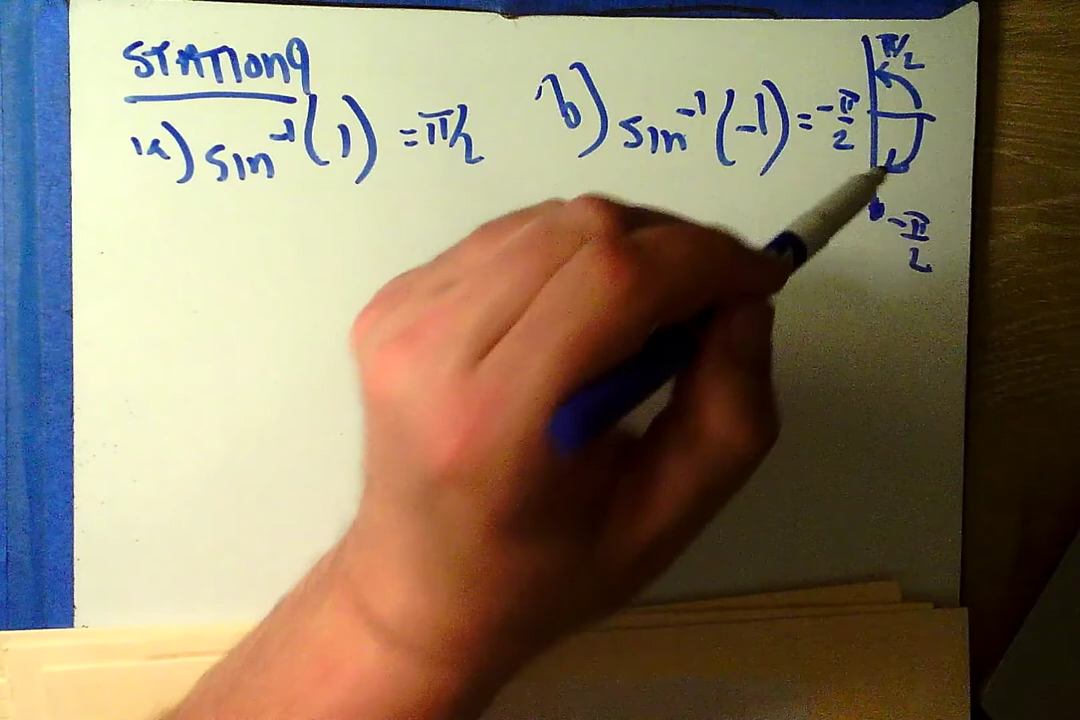 STATION 9
1a) sin⁻¹(1) = π/2
b) sin⁻¹(-1) = -π/2
π/2
-π/2